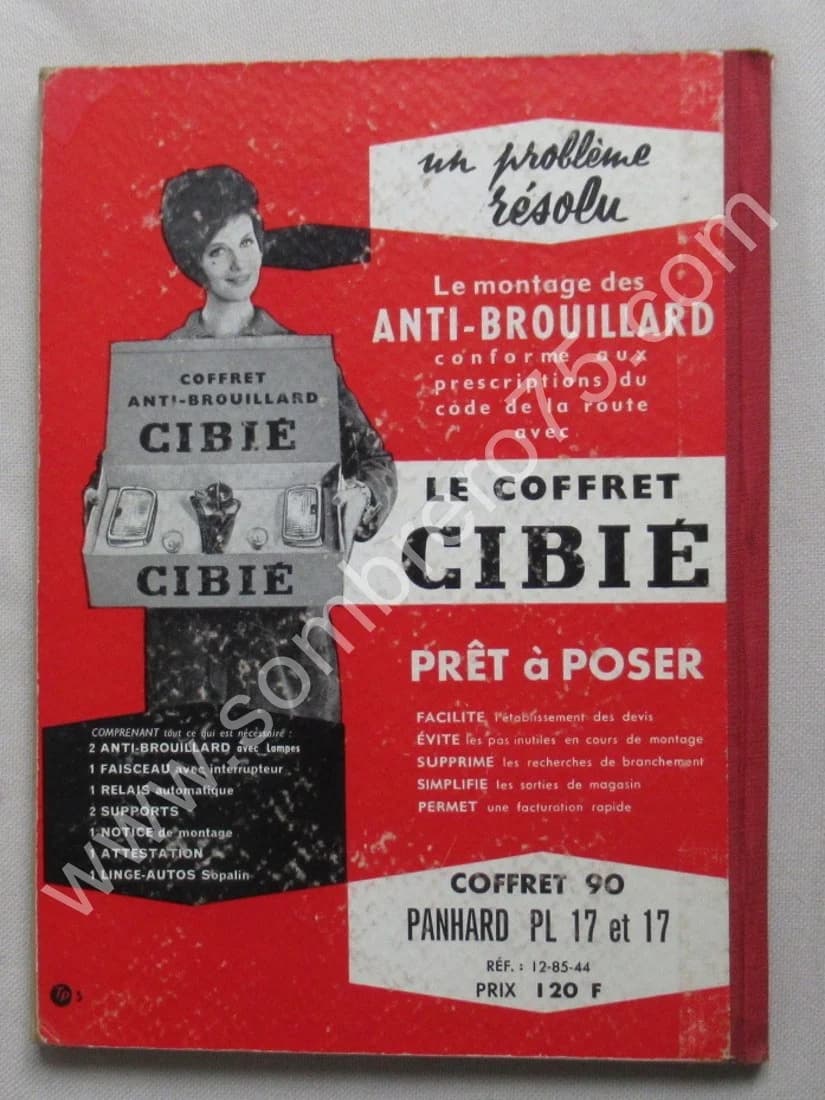 un problème
résolu
Le montage des
ANTI-BROUILLARD
conforme aux
prescriptions du
code de la route
avec
COFFRET
ANTI-BROUILLARD
CIBIÉ
CIBIÉ
LE COFFRET
CIBIÉ
PRÊT à POSER
FACILITE l'établissement des devis
ÉVITE les pas inutiles en cours de montage
SUPPRIME les recherches de branchement
SIMPLIFIE les sorties de magasin
PERMET une facturation rapide
COMPRENANT tout ce qui est nécessaire :
2 ANTI-BROUILLARD avec Lampes
1 FAISCEAU avec interrupteur
1 RELAIS automatique
2 SUPPORTS
1 NOTICE de montage
1 ATTESTATION
1 LINGE-AUTOS Sopalin
COFFRET 90
PANHARD PL 17 et 17
RÉF. : 12-85-44
PRIX 120 F
TP 5
www.sombrero75.com